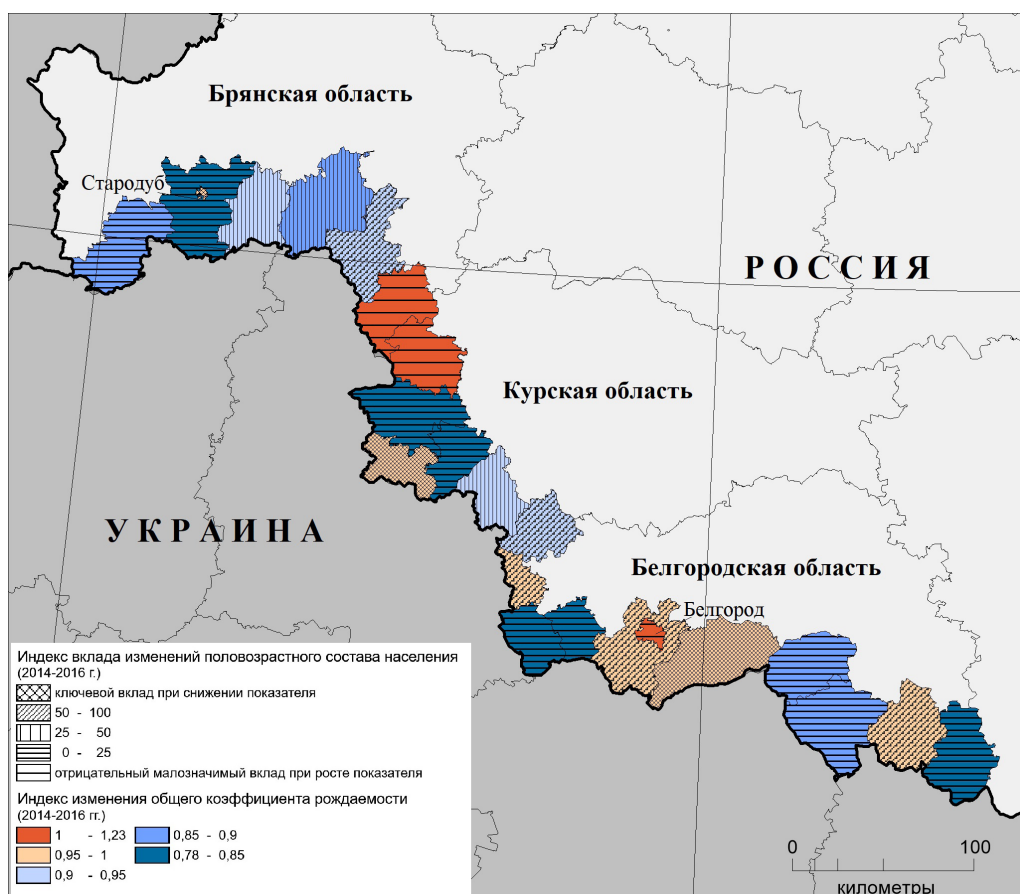 Брянская область
Стародуб
РОССИЯ
Курская область
УКРАИНА
Белгородская область
Белгород
Индекс вклада изменений половозрастного состава населения
(2014-2016 г.)
ключевой вклад при снижении показателя
50 - 100
25 - 50
0 - 25
отрицательный малозначимый вклад при росте показателя
Индекс изменения общего коэффициента рождаемости
(2014-2016 гг.)
1 - 1,23 0,85 - 0,9
0,95 - 1 0,78 - 0,85
0,9 - 0,95
0 100
километры